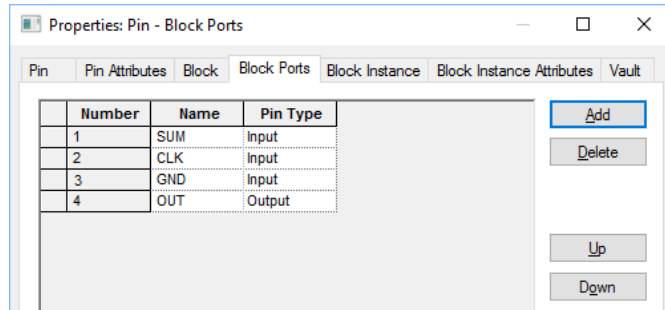 Properties: Pin - Block Ports
Pin Pin Attributes Block Block Ports Block Instance Block Instance Attributes Vault
Number Name Pin Type
1 SUM Input
2 CLK Input
3 GND Input
4 OUT Output
Add
Delete
Up
Down